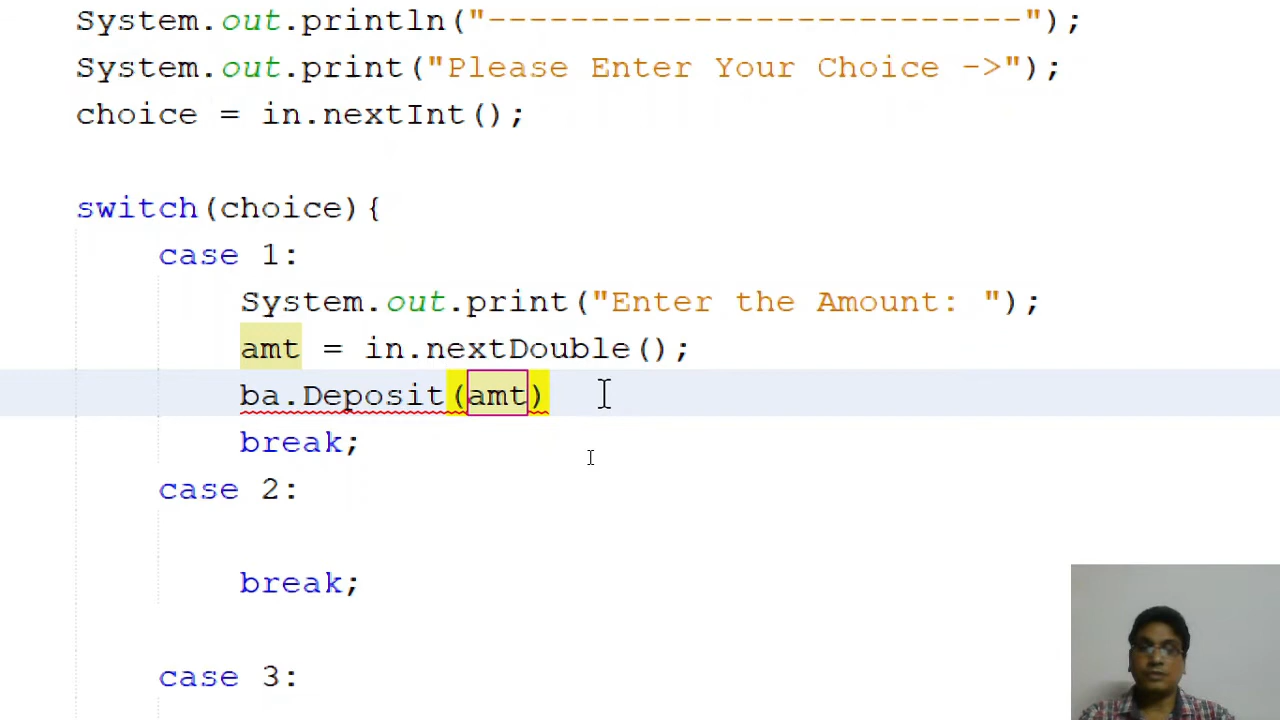 System.out.println("--------------------------");
System.out.print("Please Enter Your Choice ->");
choice = in.nextInt();
switch(choice){
case 1:
System.out.print("Enter the Amount: ");
amt = in.nextDouble();
ba.Deposit(amt)
break;
case 2:
break;
case 3: